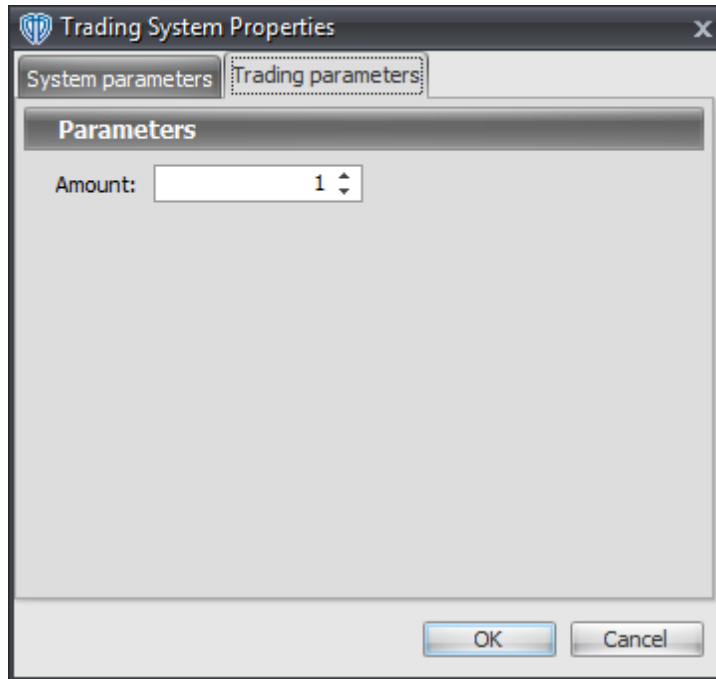 Trading System Properties
System parameters Trading parameters
Parameters
Amount: 1
OK Cancel